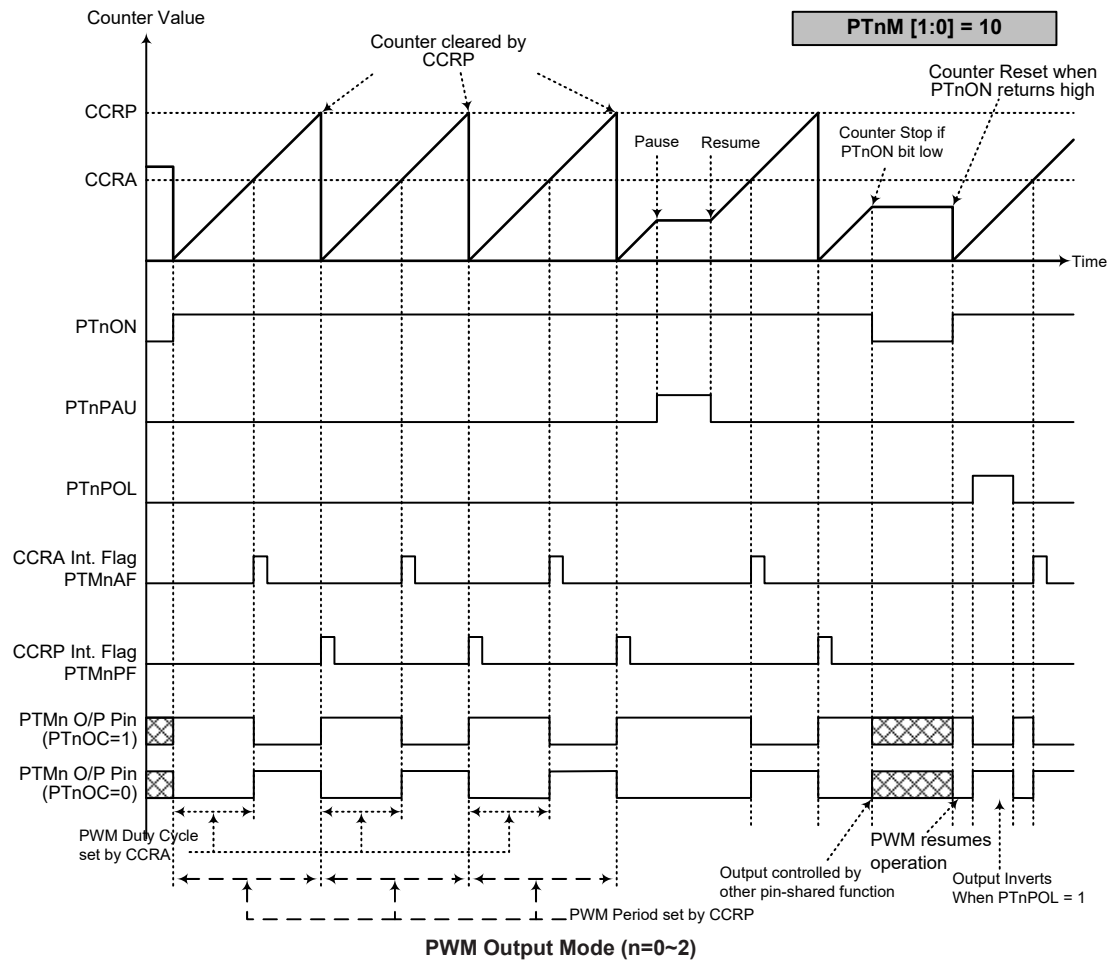 Counter Value
PTnM [1:0] = 10
Counter cleared by
CCRP
Counter Reset when
PTnON returns high
CCRP
Pause
Resume
Counter Stop if
PTnON bit low
CCRA
Time
PTnON
PTnPAU
PTnPOL
CCRA Int. Flag
PTMnAF
CCRP Int. Flag
PTMnPF
PTMn O/P Pin
(PTnOC=1)
PTMn O/P Pin
(PTnOC=0)
PWM Duty Cycle
set by CCRA
PWM resumes
operation
Output controlled by
other pin-shared function
Output Inverts
When PTnPOL = 1
PWM Period set by CCRP
PWM Output Mode (n=0~2)